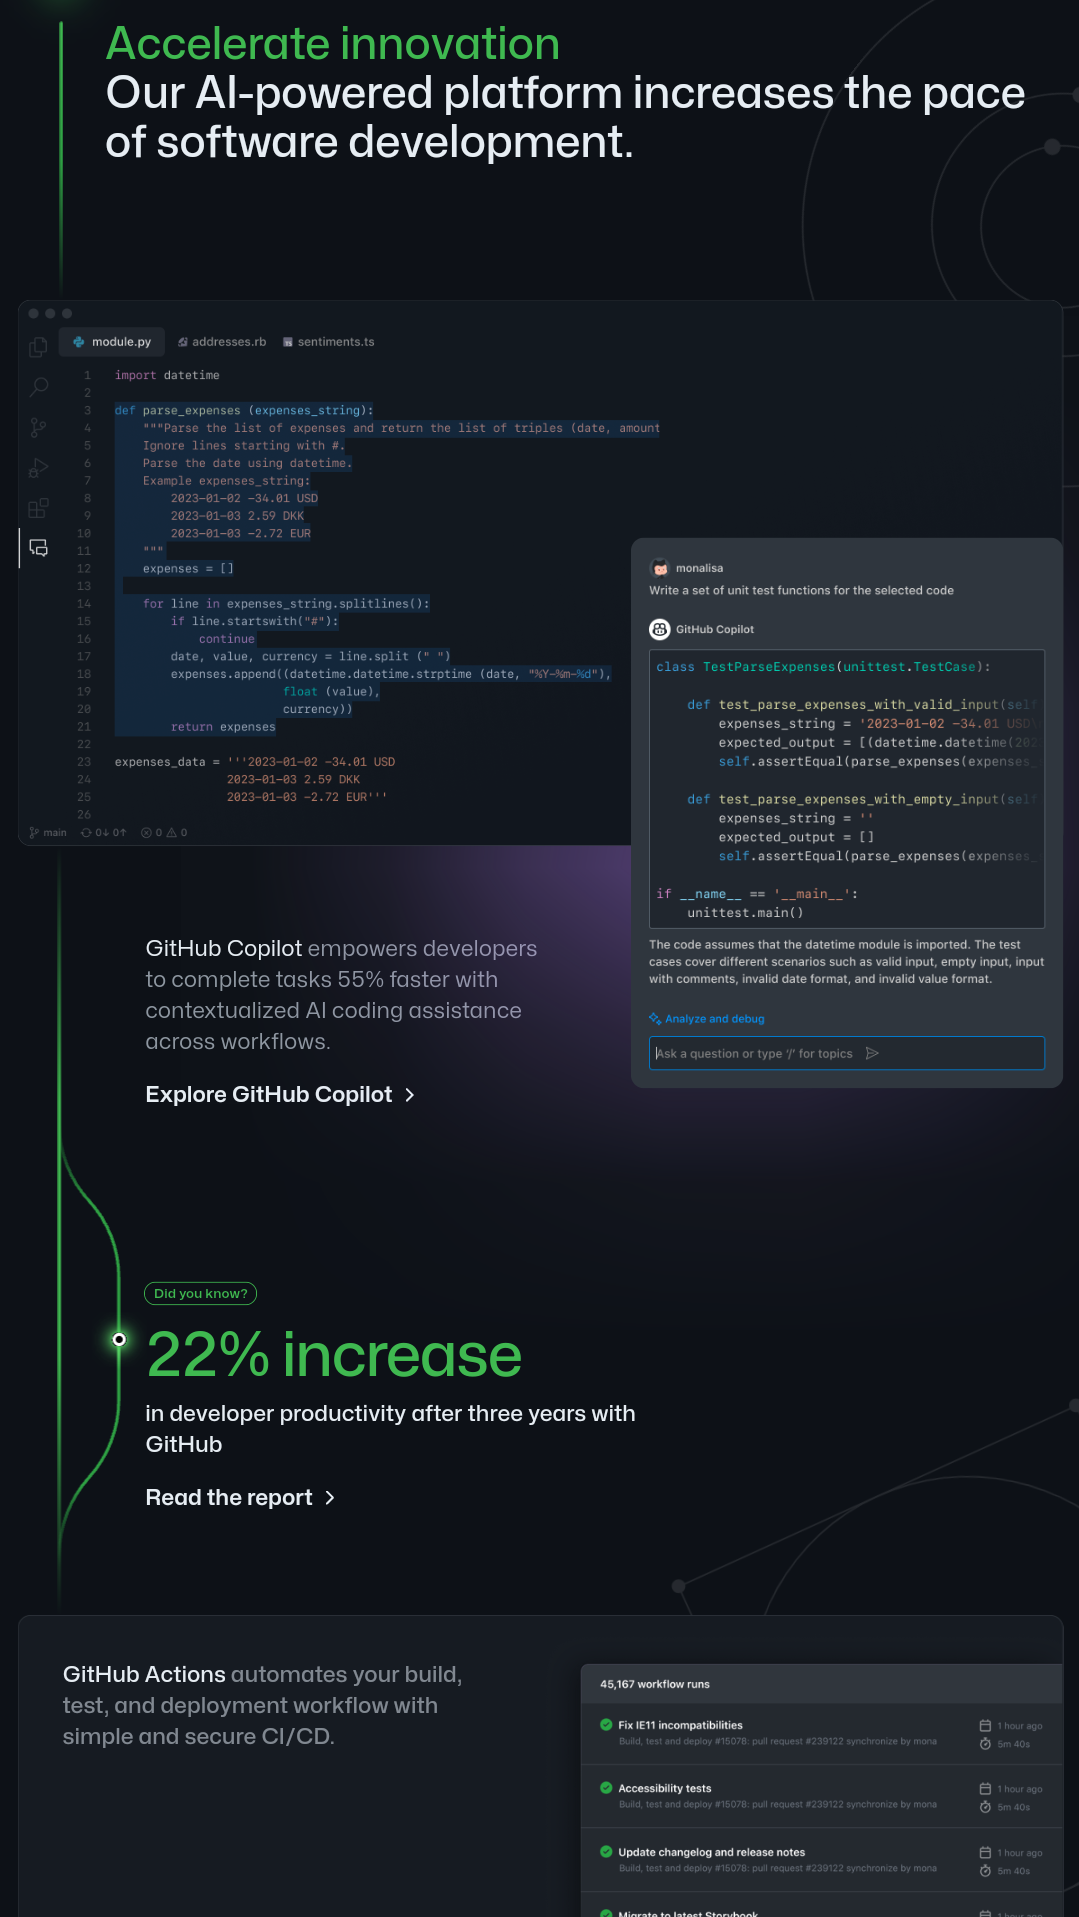 Accelerate innovation
Our AI-powered platform increases the pace
of software development.
module.py
addresses.rb
sentiments.ts
1 import datetime
2
3 def parse_expenses (expenses_string):
4 """Parse the list of expenses and return the list of triples (date, amount
5 Ignore lines starting with #.
6 Parse the date using datetime.
7 Example expenses_string:
8 2023-01-02 -34.01 USD
9 2023-01-03 2.59 DKK
10 2023-01-03 -2.72 EUR
11 """
12 expenses = []
13
14 for line in expenses_string.splitlines():
15 if line.startswith("#"):
16 continue
17 date, value, currency = line.split (" ")
18 expenses.append((datetime.datetime.strptime (date, "%Y-%m-%d"),
19 float (value),
20 currency))
21 return expenses
22
23 expenses_data = '''2023-01-02 -34.01 USD
24 2023-01-03 2.59 DKK
25 2023-01-03 -2.72 EUR'''
26
main 0↓ 0↑ 0 0
monalisa
Write a set of unit test functions for the selected code
GitHub Copilot
class TestParseExpenses(unittest.TestCase):
def test_parse_expenses_with_valid_input(self
expenses_string = '2023-01-02 -34.01 USD\
expected_output = [(datetime.datetime(202
self.assertEqual(parse_expenses(expenses_
def test_parse_expenses_with_empty_input(self
expenses_string = ''
expected_output = []
self.assertEqual(parse_expenses(expenses_
if __name__ == '__main__':
unittest.main()
The code assumes that the datetime module is imported. The test
cases cover different scenarios such as valid input, empty input, input
with comments, invalid date format, and invalid value format.
Analyze and debug
Ask a question or type '/' for topics
GitHub Copilot empowers developers
to complete tasks 55% faster with
contextualized AI coding assistance
across workflows.
Explore GitHub Copilot
Did you know?
22% increase
in developer productivity after three years with
GitHub
Read the report
GitHub Actions automates your build,
test, and deployment workflow with
simple and secure CI/CD.
45,167 workflow runs
Fix IE11 incompatibilities
1 hour ago
Build, test and deploy #15078: pull request #239122 synchronize by mona
5m 40s
Accessibility tests
1 hour ago
Build, test and deploy #15078: pull request #239122 synchronize by mona
5m 40s
Update changelog and release notes
1 hour ago
Build, test and deploy #15078: pull request #239122 synchronize by mona
5m 40s
Migrate to latest Storybook
1 hour ago